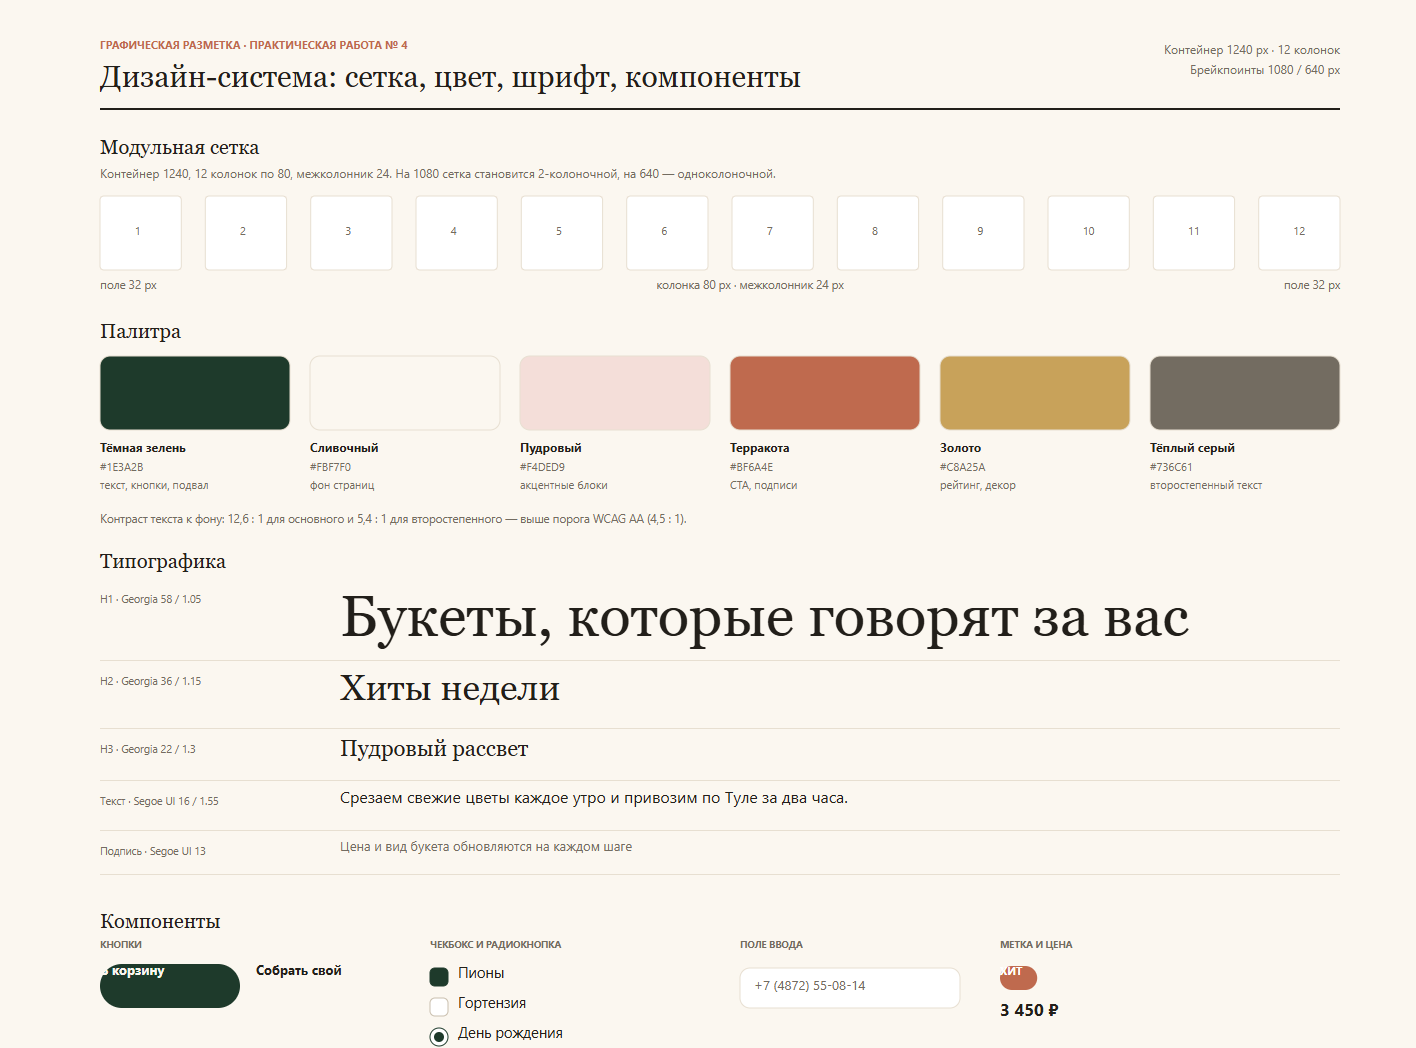 ГРАФИЧЕСКАЯ РАЗМЕТКА · ПРАКТИЧЕСКАЯ РАБОТА № 4
Дизайн-система: сетка, цвет, шрифт, компоненты
Контейнер 1240 px · 12 колонок
Брейкпоинты 1080 / 640 px
Модульная сетка
Контейнер 1240, 12 колонок по 80, межколонник 24. На 1080 сетка становится 2-колоночной, на 640 — одноколоночной.
1 2 3 4 5 6 7 8 9 10 11 12
поле 32 px колонка 80 px · межколонник 24 px поле 32 px
Палитра
Тёмная зелень Сливочный Пудровый Терракота Золото Тёплый серый
#1E3A2B #FBF7F0 #F4DED9 #BF6A4E #C8A25A #736C61
текст, кнопки, подвал фон страниц акцентные блоки CTA, подписи рейтинг, декор второстепенный текст
Контраст текста к фону: 12,6 : 1 для основного и 5,4 : 1 для второстепенного — выше порога WCAG AA (4,5 : 1).
Типографика
H1 · Georgia 58 / 1.05 Букеты, которые говорят за вас
H2 · Georgia 36 / 1.15 Хиты недели
H3 · Georgia 22 / 1.3 Пудровый рассвет
Текст · Segoe UI 16 / 1.55 Срезаем свежие цветы каждое утро и привозим по Туле за два часа.
Подпись · Segoe UI 13 Цена и вид букета обновляются на каждом шаге
Компоненты
КНОПКИ ЧЕКБОКС И РАДИОКНОПКА ПОЛЕ ВВОДА МЕТКА И ЦЕНА
В корзину Собрать свой Пионы +7 (4872) 55-08-14 ХИТ
Гортензия 3 450 ₽
День рождения